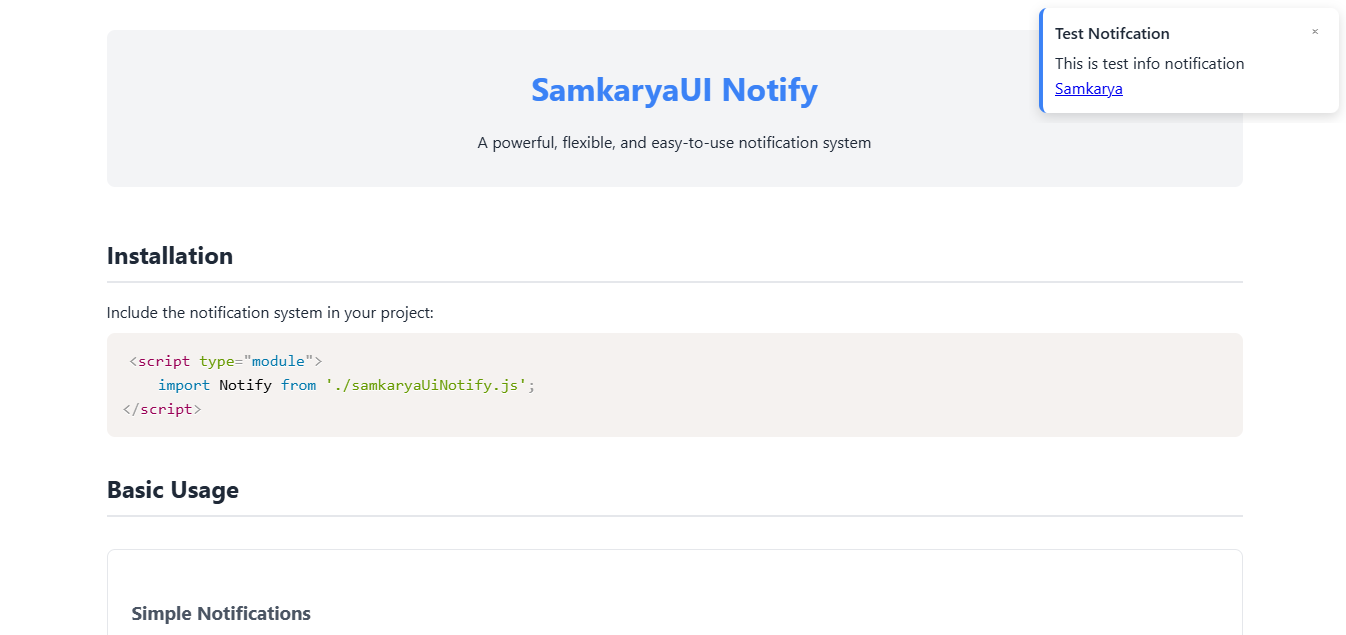 Test Notifcation ×
This is test info notification
Samkarya
SamkaryaUI Notify
A powerful, flexible, and easy-to-use notification system
Installation
Include the notification system in your project:
<script type="module">
import Notify from './samkaryaUiNotify.js';
</script>
Basic Usage
Simple Notifications